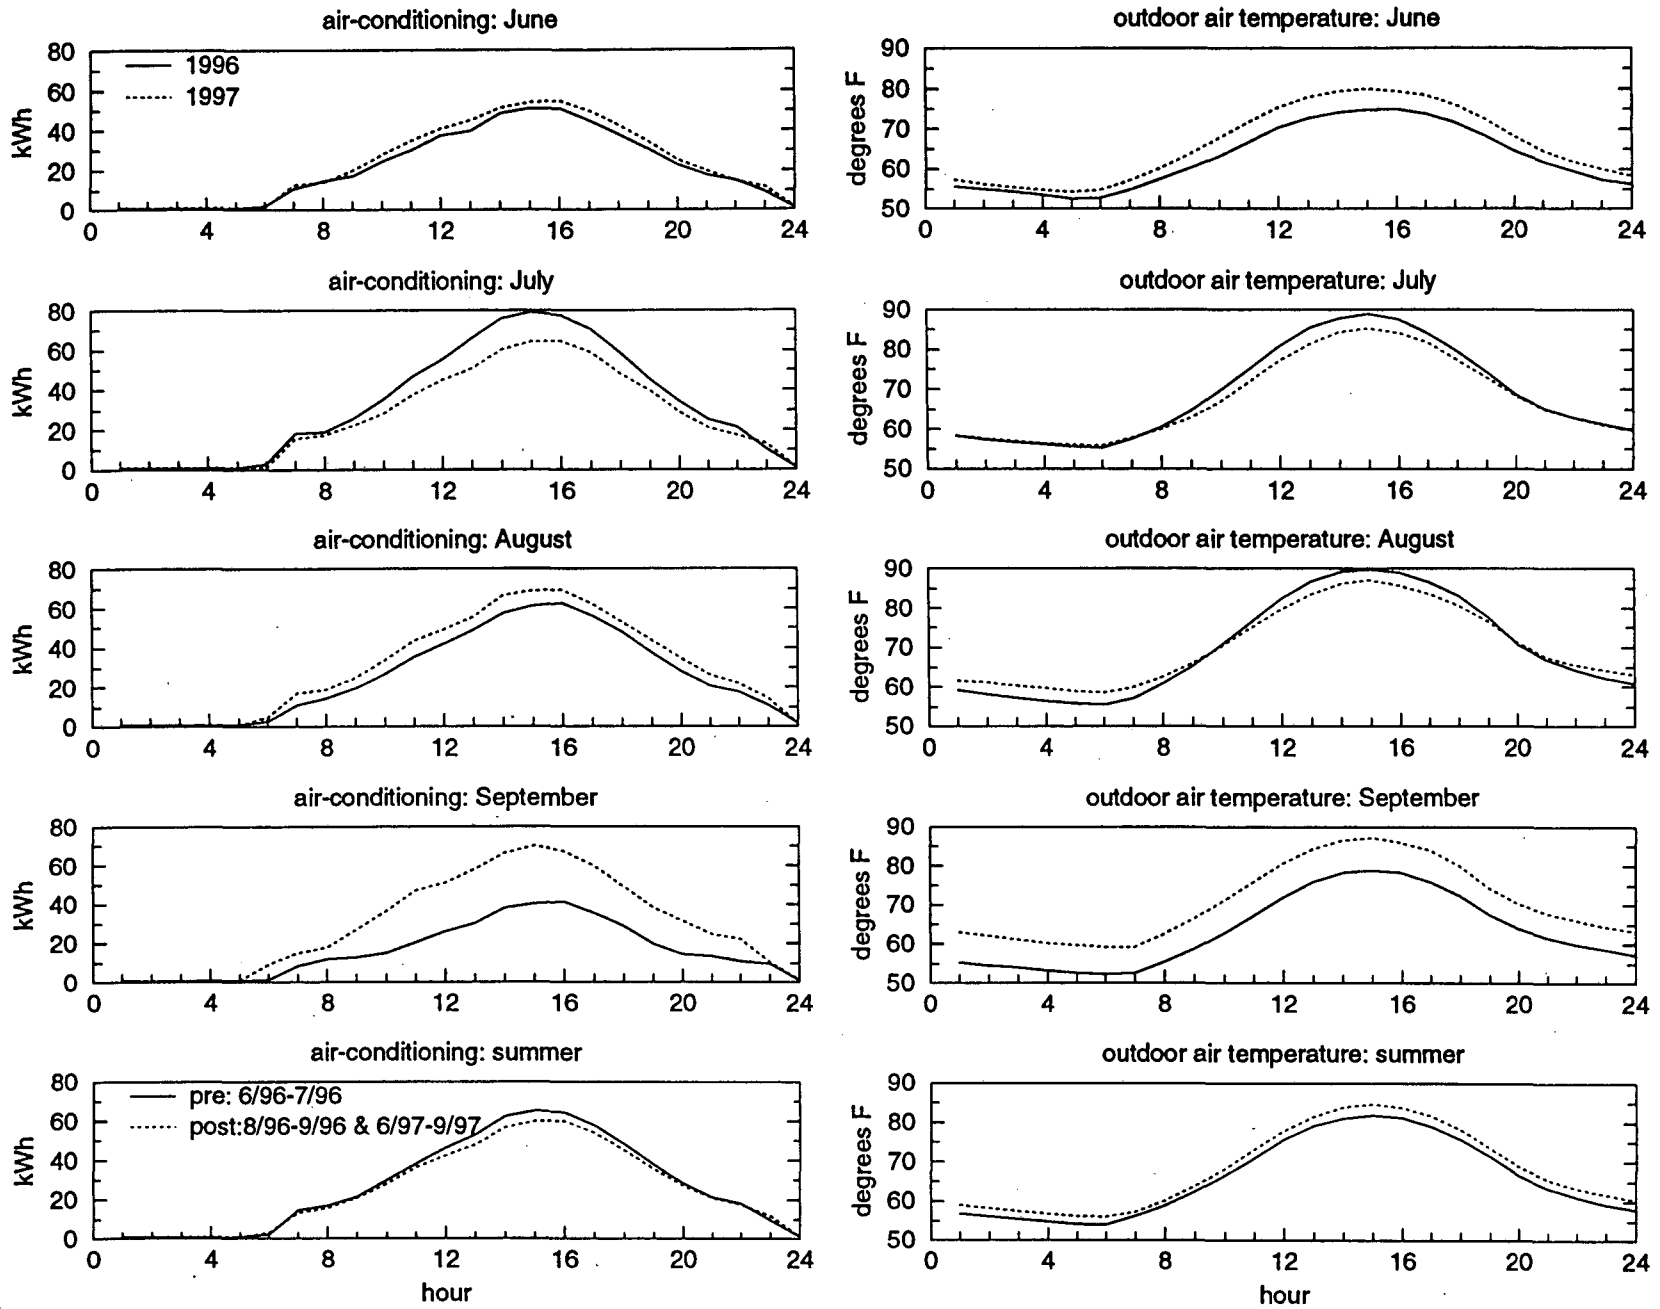 air-conditioning: June
80
60
40
20
0
kWh
1996
1997
0 4 8 12 16 20 24
outdoor air temperature: June
90
80
70
60
50
degrees F
0 4 8 12 16 20 24
air-conditioning: July
80
60
40
20
0
kWh
0 4 8 12 16 20 24
outdoor air temperature: July
90
80
70
60
50
degrees F
0 4 8 12 16 20 24
air-conditioning: August
80
60
40
20
0
kWh
0 4 8 12 16 20 24
outdoor air temperature: August
90
80
70
60
50
degrees F
0 4 8 12 16 20 24
air-conditioning: September
80
60
40
20
0
kWh
0 4 8 12 16 20 24
outdoor air temperature: September
90
80
70
60
50
degrees F
0 4 8 12 16 20 24
air-conditioning: summer
80
60
40
20
0
kWh
pre: 6/96-7/96
post:8/96-9/96 & 6/97-9/97
0 4 8 12 16 20 24
hour
outdoor air temperature: summer
90
80
70
60
50
degrees F
0 4 8 12 16 20 24
hour